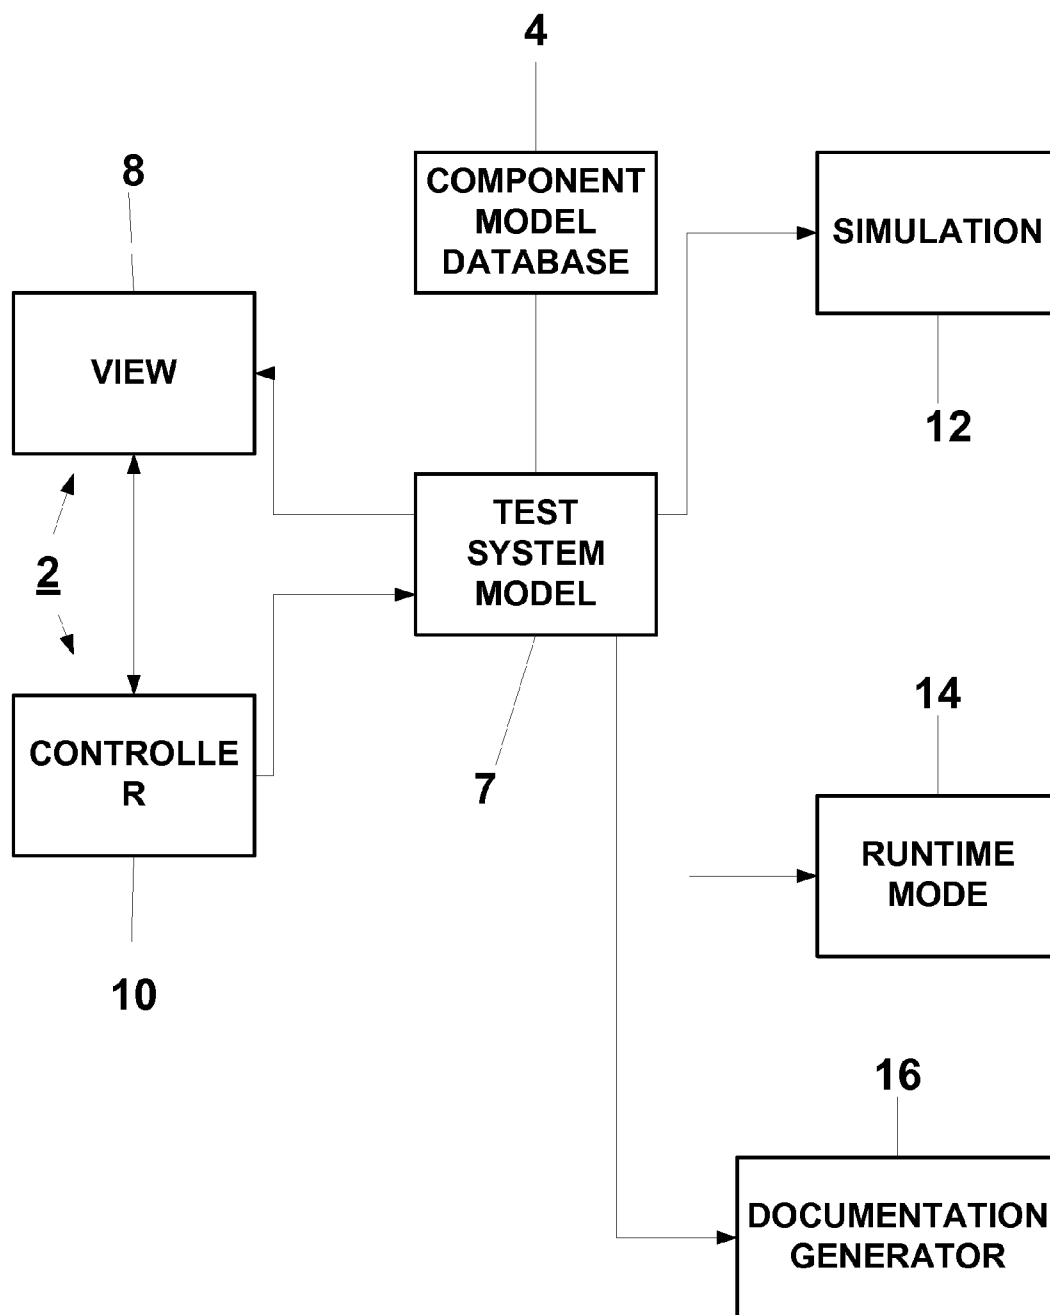 4
8
COMPONENT
MODEL
DATABASE
SIMULATION
VIEW
12
TEST
SYSTEM
MODEL
2
CONTROLLE
R
7
14
RUNTIME
MODE
10
16
DOCUMENTATION
GENERATOR